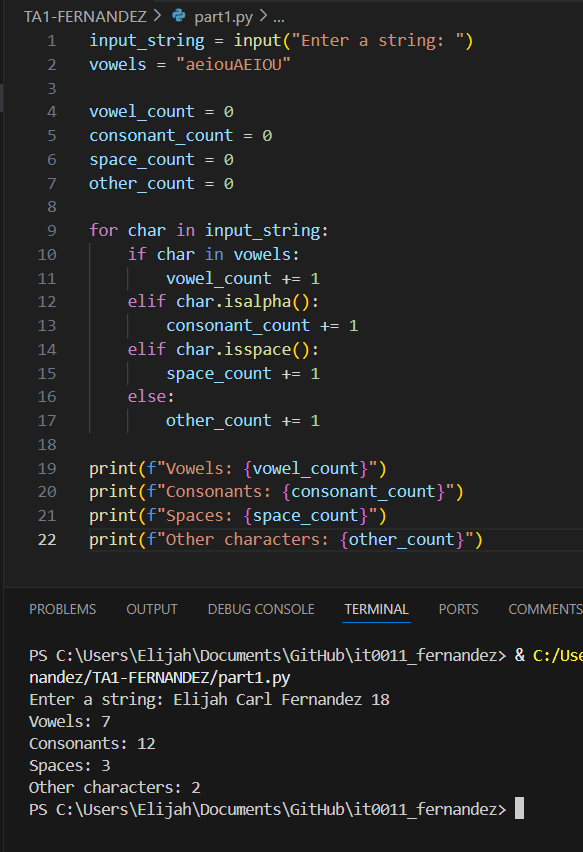 TA1-FERNANDEZ > part1.py > ...
1 input_string = input("Enter a string: ")
2 vowels = "aeiouAEIOU"
3
4 vowel_count = 0
5 consonant_count = 0
6 space_count = 0
7 other_count = 0
8
9 for char in input_string:
10     if char in vowels:
11         vowel_count += 1
12     elif char.isalpha():
13         consonant_count += 1
14     elif char.isspace():
15         space_count += 1
16     else:
17         other_count += 1
18
19 print(f"Vowels: {vowel_count}")
20 print(f"Consonants: {consonant_count}")
21 print(f"Spaces: {space_count}")
22 print(f"Other characters: {other_count}")
PROBLEMS OUTPUT DEBUG CONSOLE TERMINAL PORTS COMMENTS
PS C:\Users\Elijah\Documents\GitHub\it0011_fernandez> & C:/Use
nandez/TA1-FERNANDEZ/part1.py
Enter a string: Elijah Carl Fernandez 18
Vowels: 7
Consonants: 12
Spaces: 3
Other characters: 2
PS C:\Users\Elijah\Documents\GitHub\it0011_fernandez>